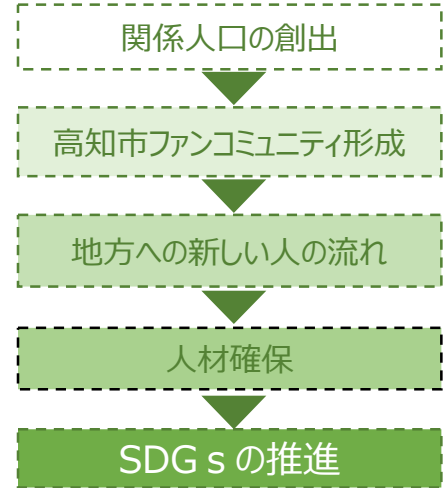 関係人口の創出
高知市ファンコミュニティ形成
地方への新しい人の流れ
人材確保
SDGｓの推進